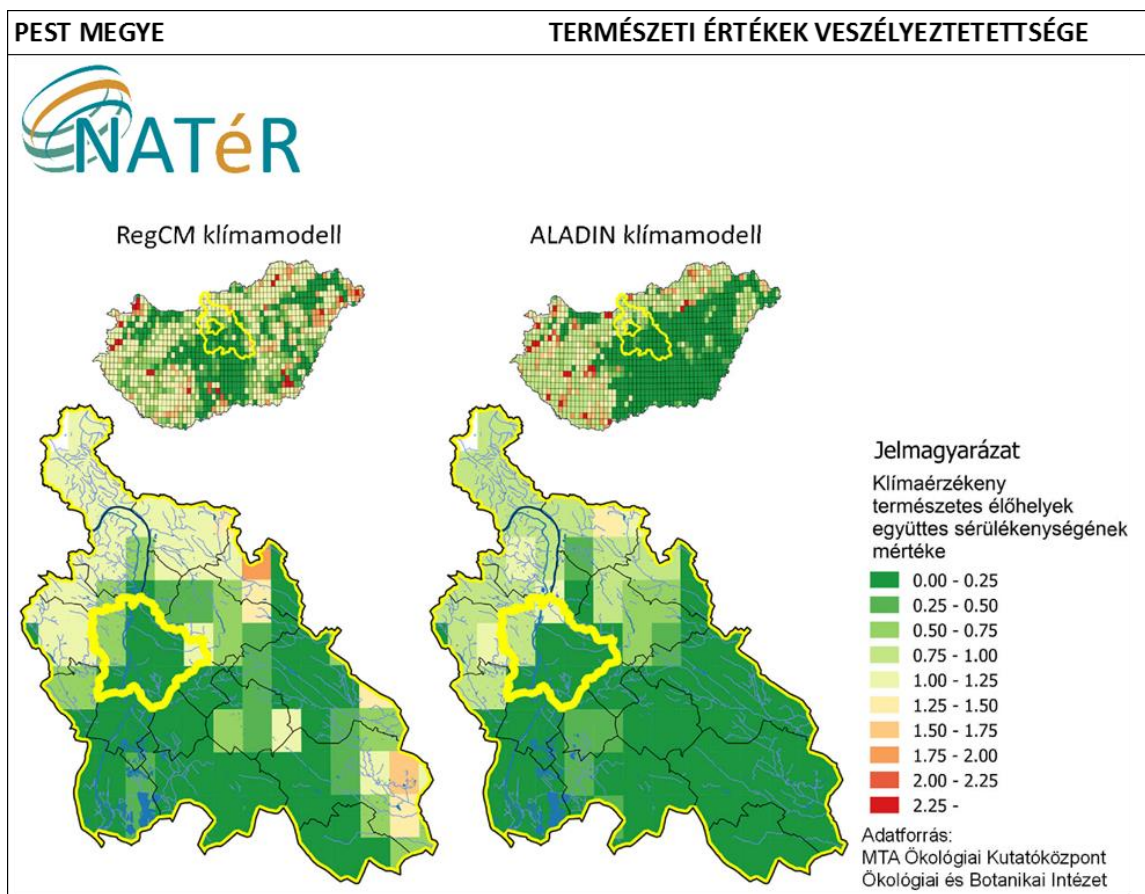 PEST MEGYE
TERMÉSZETI ÉRTÉKEK VESZÉLYEZTETETTSÉGE
NATéR
RegCM klímamodell
ALADIN klímamodell
Jelmagyarázat
Klímaérzékeny
természetes élőhelyek
együttes sérülékenységének
mértéke
0.00 - 0.25
0.25 - 0.50
0.50 - 0.75
0.75 - 1.00
1.00 - 1.25
1.25 - 1.50
1.50 - 1.75
1.75 - 2.00
2.00 - 2.25
2.25 -
Adatforrás:
MTA Ökológiai Kutatóközpont
Ökológiai és Botanikai Intézet